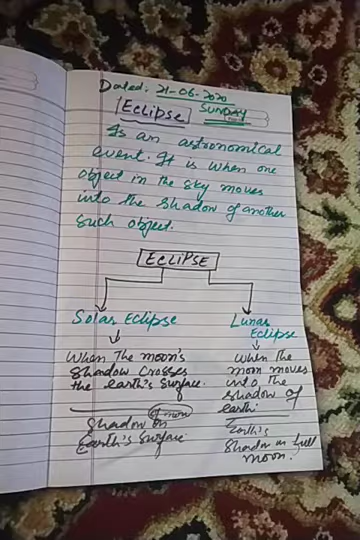 Dated: 21-06-2020
Eclipse SUNDAY
Is an astronomical
event. It is when one
object in the sky moves
into the shadow of another
such object.
ECLIPSE
Solar Eclipse
When The moon's
Shadow Crosses
the earth's Surface.
of moon
Shadow on
Earth's Surface
Lunar
Eclipse
When the
moon moves
into the
shadow of
earth.
Earth's
Shadow on full
moon.